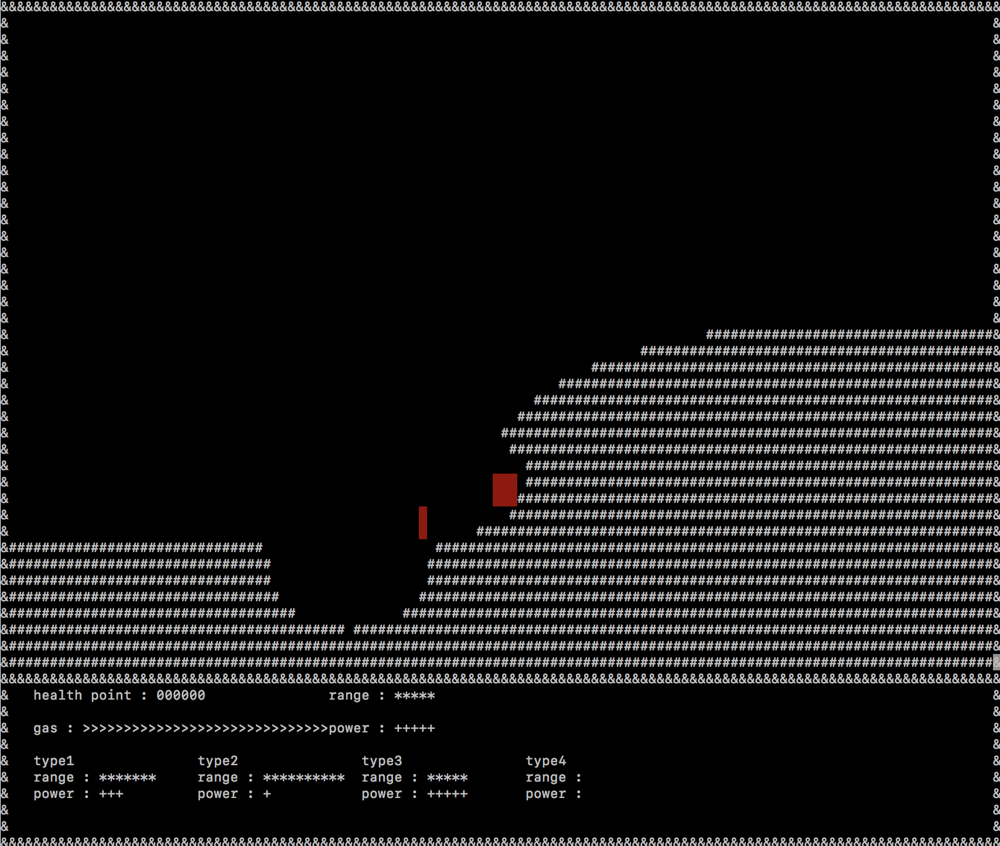 health point : 000000 range : *****
gas : >>>>>>>>>>>>>>>>>>>>>>>>>>>>>>power : +++++
type1 type2 type3 type4
range : ******* range : ********** range : ***** range :
power : +++ power : + power : +++++ power :